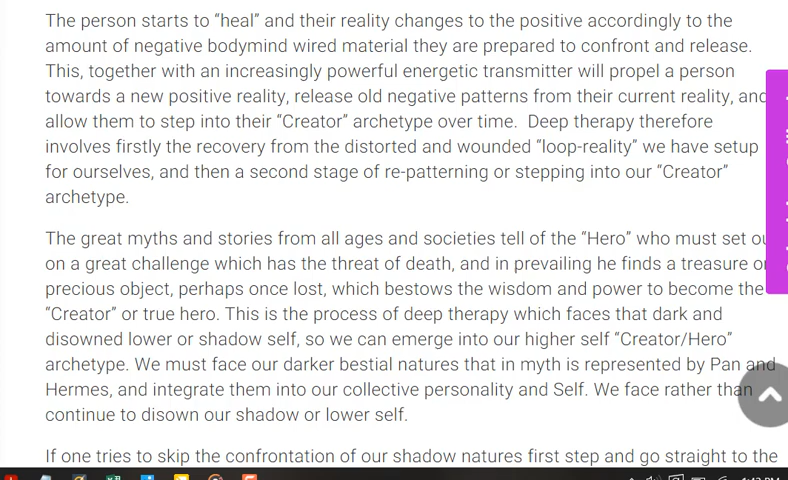 The person starts to “heal” and their reality changes to the positive accordingly to the
amount of negative bodymind wired material they are prepared to confront and release.
This, together with an increasingly powerful energetic transmitter will propel a person
towards a new positive reality, release old negative patterns from their current reality, and
allow them to step into their “Creator” archetype over time.  Deep therapy therefore
involves firstly the recovery from the distorted and wounded “loop-reality” we have setup
for ourselves, and then a second stage of re-patterning or stepping into our “Creator”
archetype.
The great myths and stories from all ages and societies tell of the “Hero” who must set
on a great challenge which has the threat of death, and in prevailing he finds a treasure
precious object, perhaps once lost, which bestows the wisdom and power to become the
“Creator” or true hero. This is the process of deep therapy which faces that dark and
disowned lower or shadow self, so we can emerge into our higher self “Creator/Hero”
archetype. We must face our darker bestial natures that in myth is represented by Pan and
Hermes, and integrate them into our collective personality and Self. We face rather than
continue to disown our shadow or lower self.
If one tries to skip the confrontation of our shadow natures first step and go straight to the